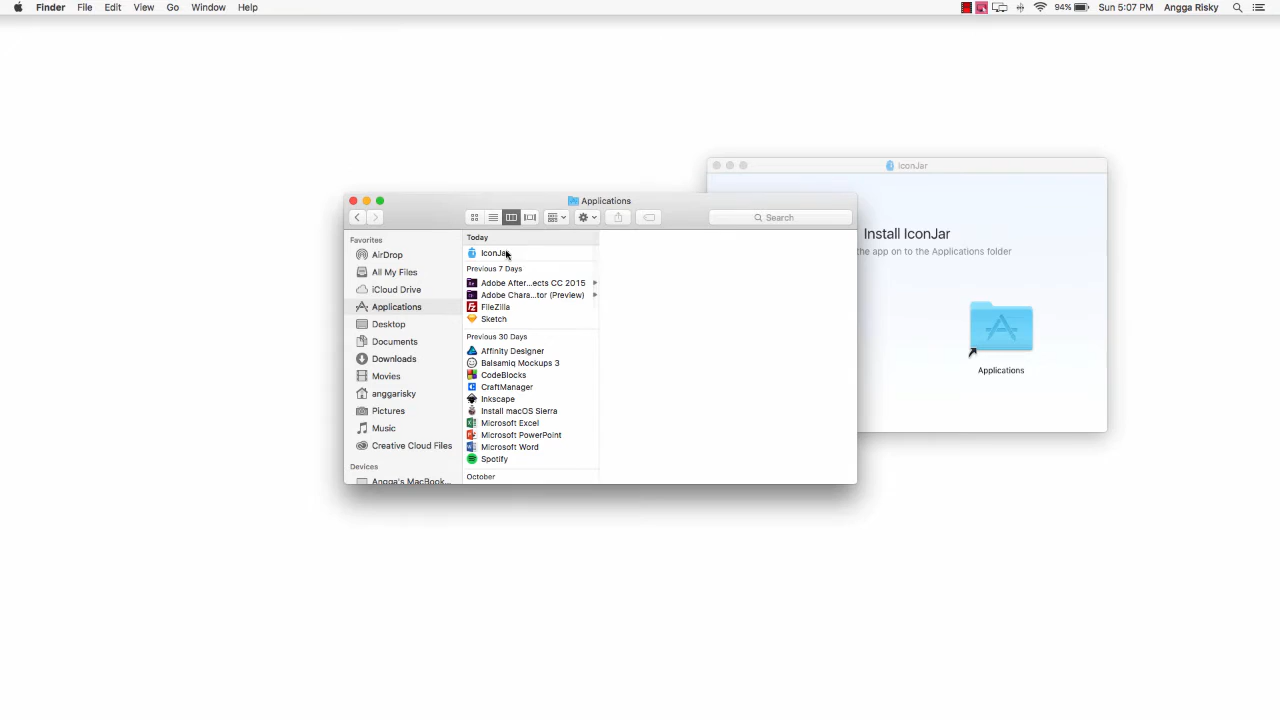 Finder File Edit View Go Window Help 94% Sun 5:07 PM Angga Risky
IconJar
Install IconJar
the app on to the Applications folder
Applications
Applications
Search
Favorites
AirDrop
All My Files
iCloud Drive
Applications
Desktop
Documents
Downloads
Movies
anggarisky
Pictures
Music
Creative Cloud Files
Devices
Angga's MacBook...
Today
IconJar
Previous 7 Days
Adobe After...ects CC 2015
Adobe Chara...tor (Preview)
FileZilla
Sketch
Previous 30 Days
Affinity Designer
Balsamiq Mockups 3
CodeBlocks
CraftManager
Inkscape
Install macOS Sierra
Microsoft Excel
Microsoft PowerPoint
Microsoft Word
Spotify
October